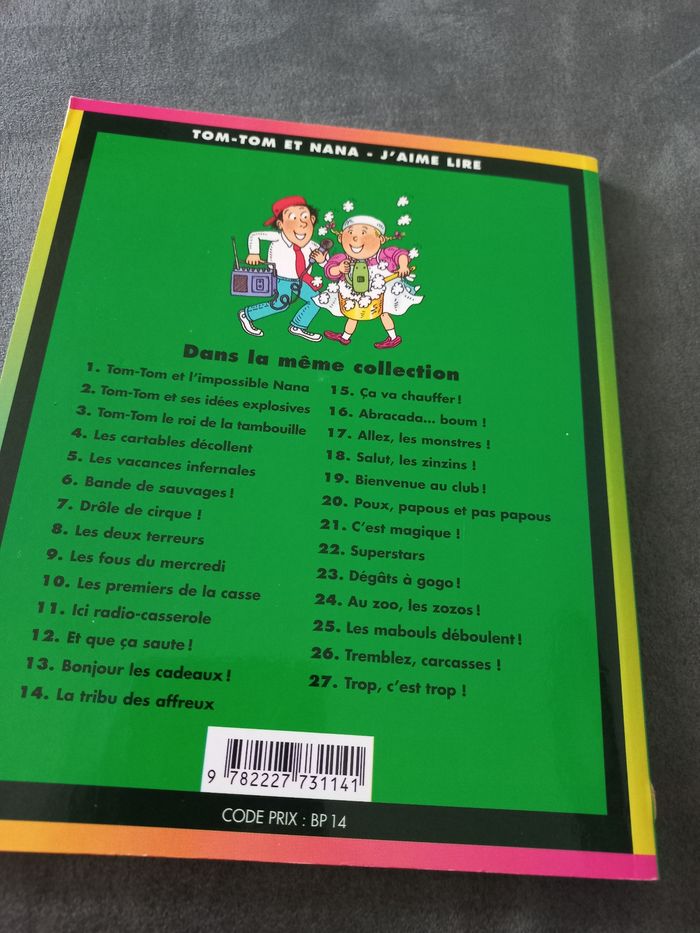 TOM-TOM ET NANA - J'AIME LIRE
Dans la même collection
1. Tom-Tom et l'impossible Nana
2. Tom-Tom et ses idées explosives
3. Tom-Tom le roi de la tambouille
4. Les cartables décollent
5. Les vacances infernales
6. Bande de sauvages !
7. Drôle de cirque !
8. Les deux terreurs
9. Les fous du mercredi
10. Les premiers de la casse
11. Ici radio-casserole
12. Et que ça saute !
13. Bonjour les cadeaux !
14. La tribu des affreux
15. Ça va chauffer !
16. Abracada... boum !
17. Allez, les monstres !
18. Salut, les zinzins !
19. Bienvenue au club !
20. Poux, papous et pas papous
21. C'est magique !
22. Superstars
23. Dégâts à gogo !
24. Au zoo, les zozos !
25. Les mabouls déboulent !
26. Tremblez, carcasses !
27. Trop, c'est trop !
9 782227 731141
CODE PRIX : BP 14